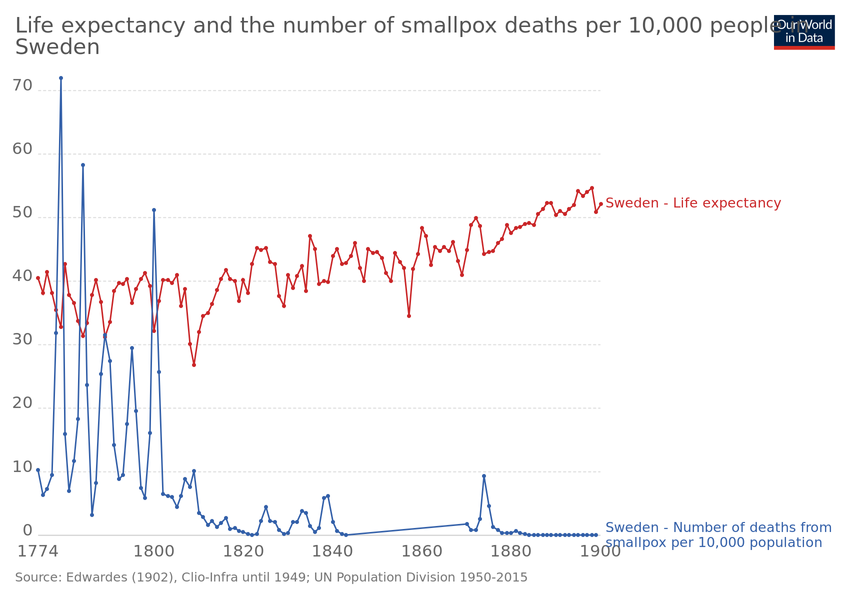 Life expectancy and the number of smallpox deaths per 10,000 people in
Sweden
Our World
in Data
70
60
50
40
30
20
10
0
1774
1800
1820
1840
1860
1880
1900
Sweden - Life expectancy
Sweden - Number of deaths from
smallpox per 10,000 population
Source: Edwardes (1902), Clio-Infra until 1949; UN Population Division 1950-2015